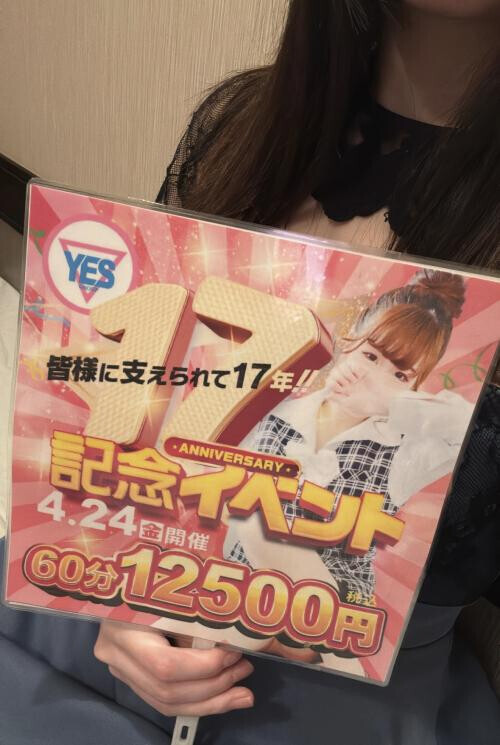 YES
17
皆様に支えられて17年!!
ANNIVERSARY
記念イベント
4.24金開催
60分12500円
税込